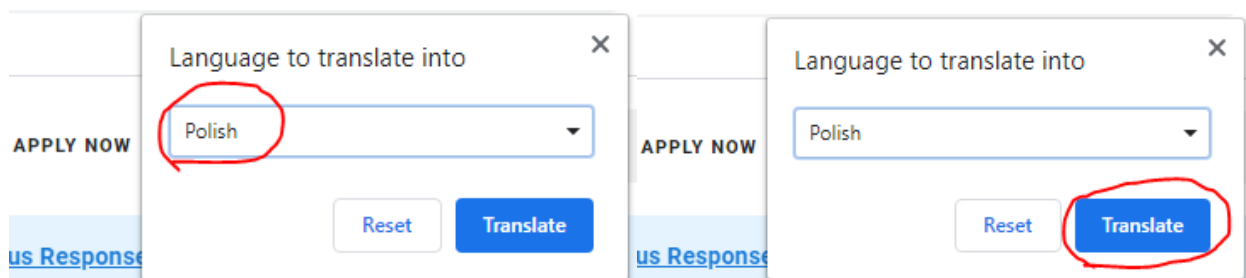 Language to translate into
Polish
APPLY NOW
Reset Translate
us Response
Language to translate into
Polish
APPLY NOW
Reset Translate
us Response